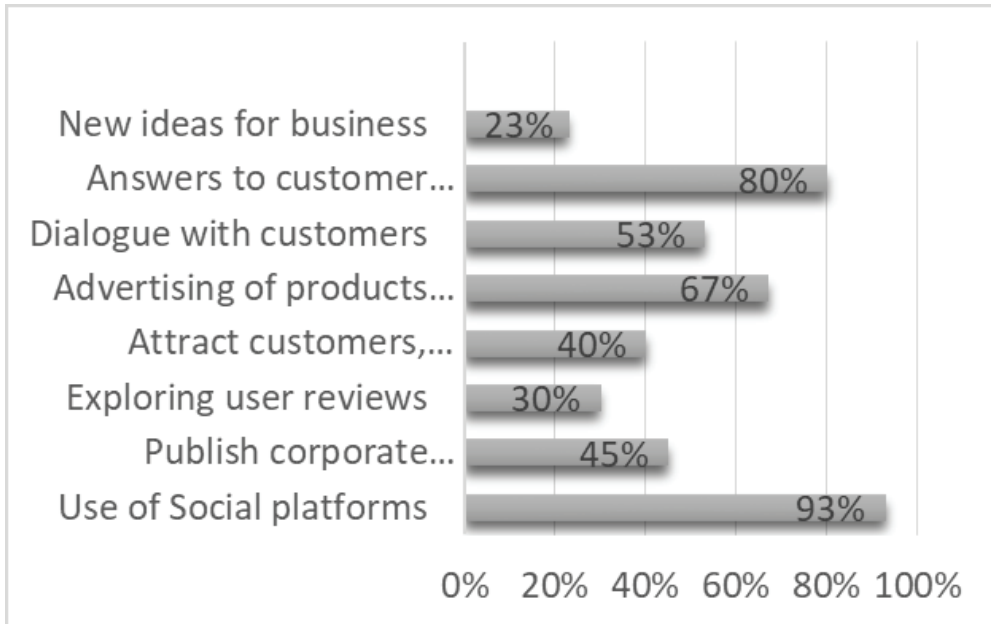 New ideas for business 23%
Answers to customer... 80%
Dialogue with customers 53%
Advertising of products... 67%
Attract customers,... 40%
Exploring user reviews 30%
Publish corporate... 45%
Use of Social platforms 93%
0% 20% 40% 60% 80% 100%